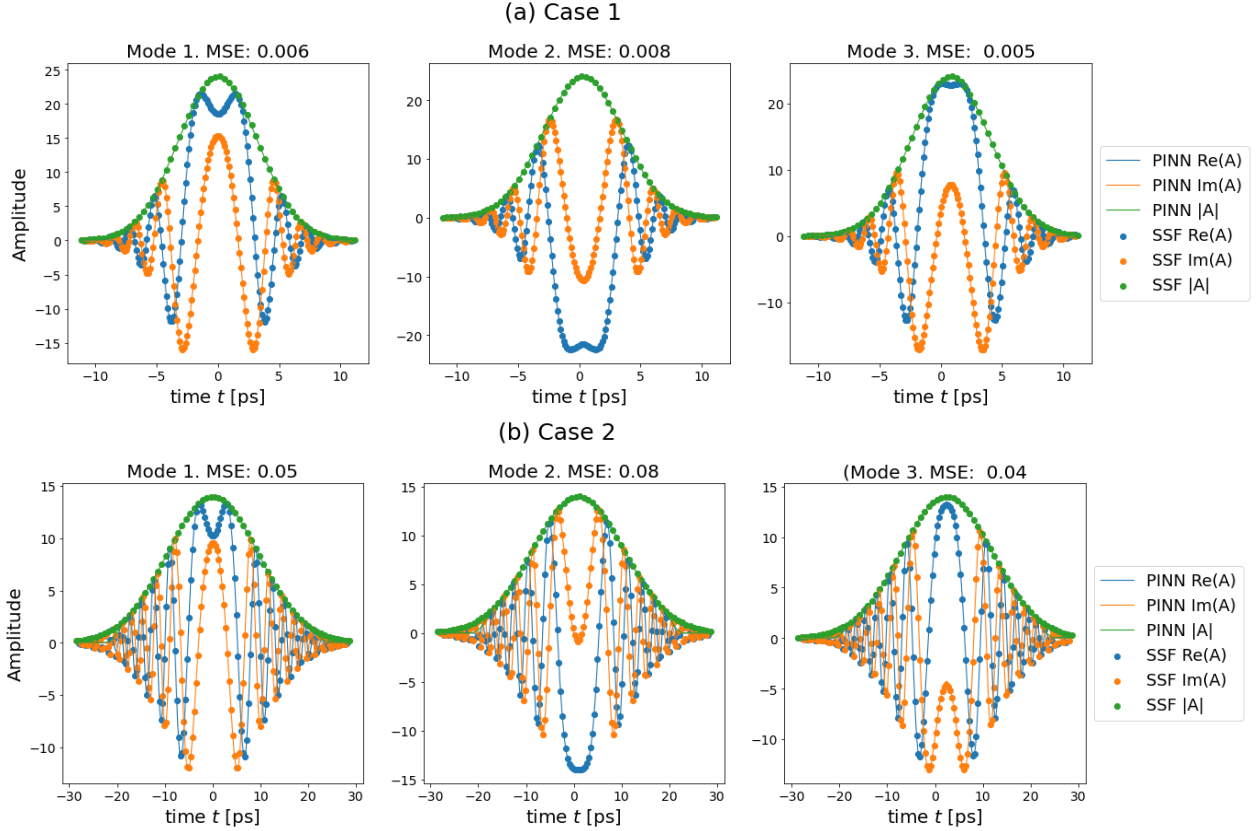 (a) Case 1
Mode 1. MSE: 0.006
Mode 2. MSE: 0.008
Mode 3. MSE: 0.005
Amplitude
25
20
15
10
5
0
−5
−10
−15
−10
−5
0
5
10
time t [ps]
20
10
0
−10
−20
−10
−5
0
5
10
time t [ps]
20
10
0
−10
−10
−5
0
5
10
time t [ps]
PINN Re(A)
PINN Im(A)
PINN |A|
SSF Re(A)
SSF Im(A)
SSF |A|
(b) Case 2
Mode 1. MSE: 0.05
Mode 2. MSE: 0.08
(Mode 3. MSE: 0.04
Amplitude
15
10
5
0
−5
−10
−30
−20
−10
0
10
20
30
time t [ps]
15
10
5
0
−5
−10
−15
−30
−20
−10
0
10
20
30
time t [ps]
15
10
5
0
−5
−10
−30
−20
−10
0
10
20
30
time t [ps]
PINN Re(A)
PINN Im(A)
PINN |A|
SSF Re(A)
SSF Im(A)
SSF |A|